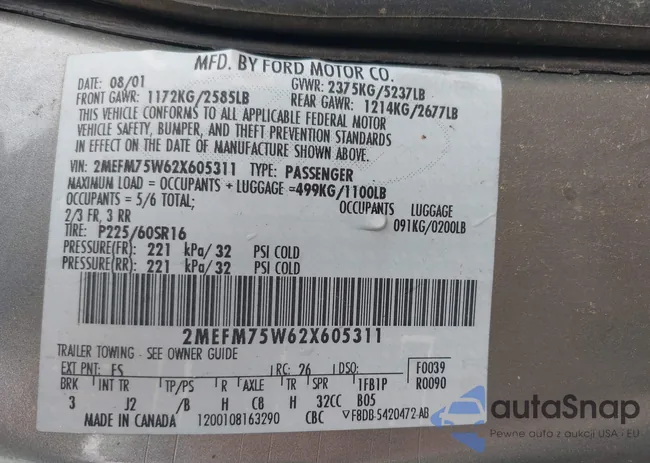 MFD. BY FORD MOTOR CO.
DATE: 08/01 GVWR: 2375KG/5237LB
FRONT GAWR: 1172KG/2585LB REAR GAWR: 1214KG/2677LB
THIS VEHICLE CONFORMS TO ALL APPLICABLE FEDERAL MOTOR
VEHICLE SAFETY, BUMPER, AND THEFT PREVENTION STANDARDS
IN EFFECT ON THE DATE OF MANUFACTURE SHOWN ABOVE.
VIN: 2MEFM75W62X605311 TYPE: PASSENGER
MAXIMUM LOAD = OCCUPANTS + LUGGAGE =499KG/1100LB
OCCUPANTS = 5/6 TOTAL; OCCUPANTS LUGGAGE
2/3 FR, 3 RR 091KG/0200LB
TIRE: P225/60SR16
PRESSURE(FR): 221 kPa/ 32 PSI COLD
PRESSURE(RR): 221 kPa/ 32 PSI COLD
2MEFM75W62X605311
TRAILER TOWING - SEE OWNER GUIDE
EXT PNT: FS RC: 26 DSO: F0039
BRK INT TR TP/PS R AXLE TR SPR 1FB1P R0090
3 J2 /B H C8 H 32CC B05
MADE IN CANADA 1200108163290 CBC VF8DB-5420472-AB
autoSnap
Pewne auto z aukcji USA - EU